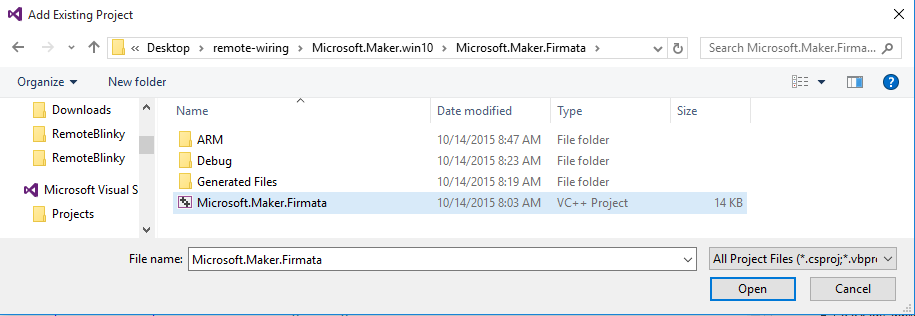 Add Existing Project
« Desktop › remote-wiring › Microsoft.Maker.win10 › Microsoft.Maker.Firmata ›
Search Microsoft.Maker.Firma...
Organize New folder
Name Date modified Type Size
Downloads
RemoteBlinky
RemoteBlinky
Microsoft Visual S
Projects
ARM 10/14/2015 8:47 AM File folder
Debug 10/14/2015 8:23 AM File folder
Generated Files 10/14/2015 8:19 AM File folder
Microsoft.Maker.Firmata 10/14/2015 8:03 AM VC++ Project 14 KB
File name: Microsoft.Maker.Firmata All Project Files (*.csproj;*.vbpro
Open Cancel